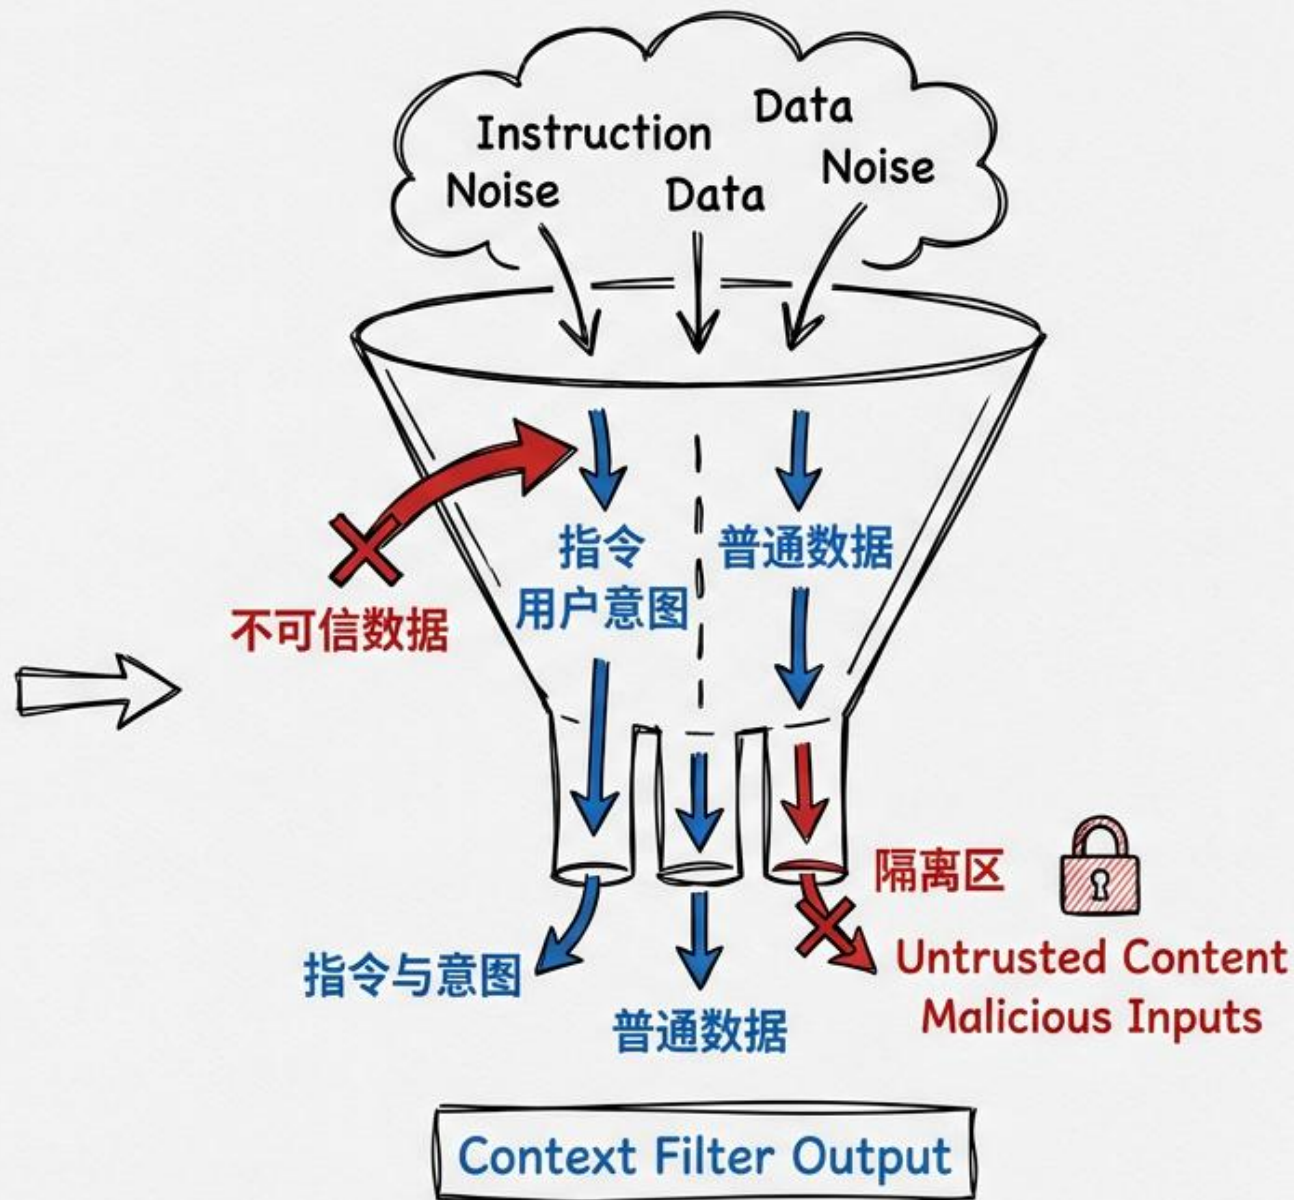 Instruction
Data
Noise
Data
Noise
指令
用户意图
普通数据
不可信数据
隔离区
指令与意图
Untrusted Content
Malicious Inputs
普通数据
Context Filter Output